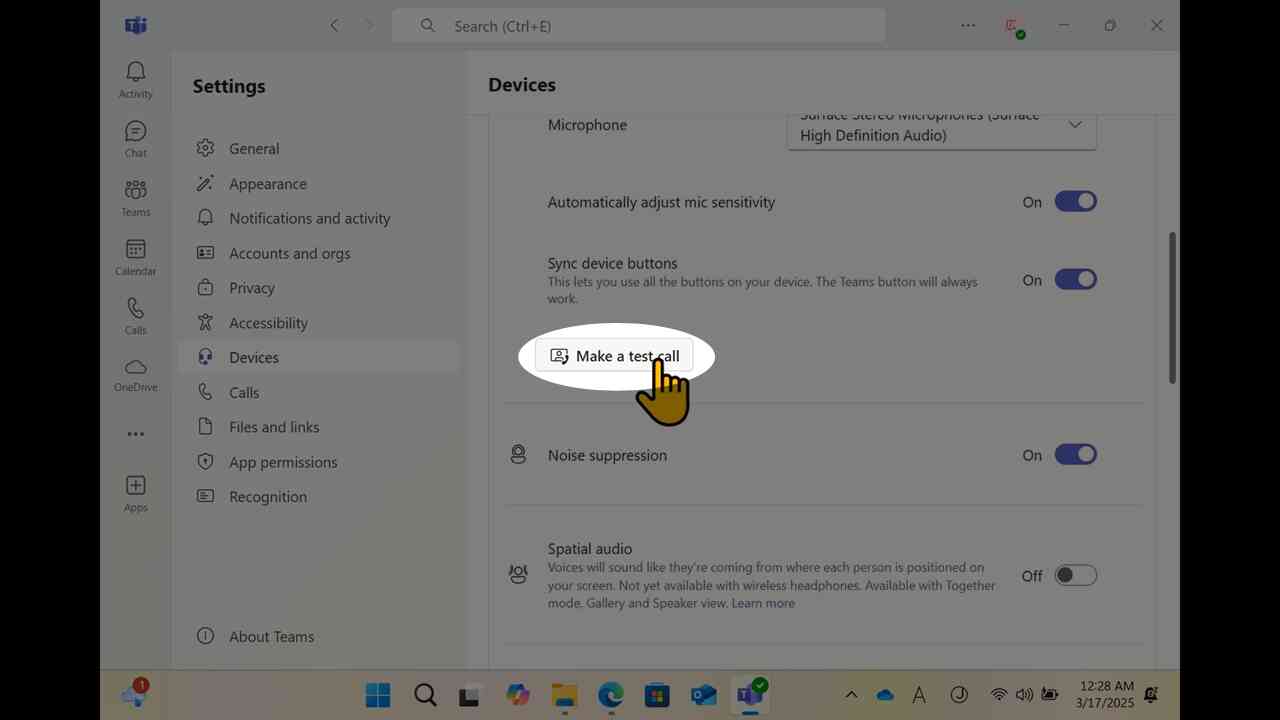 Search (Ctrl+E)
Activity
Chat
Teams
Calendar
Calls
OneDrive
Apps
Settings
General
Appearance
Notifications and activity
Accounts and orgs
Privacy
Accessibility
Devices
Calls
Files and links
App permissions
Recognition
About Teams
Devices
Microphone
Surface Stereo Microphones (Surface
High Definition Audio)
Automatically adjust mic sensitivity
On
Sync device buttons
This lets you use all the buttons on your device. The Teams button will always
work.
On
Make a test call
Noise suppression
On
Spatial audio
Voices will sound like they're coming from where each person is positioned on
your screen. Not yet available with wireless headphones. Available with Together
mode, Gallery and Speaker view. Learn more
Off
1
12:28 AM
3/17/2025